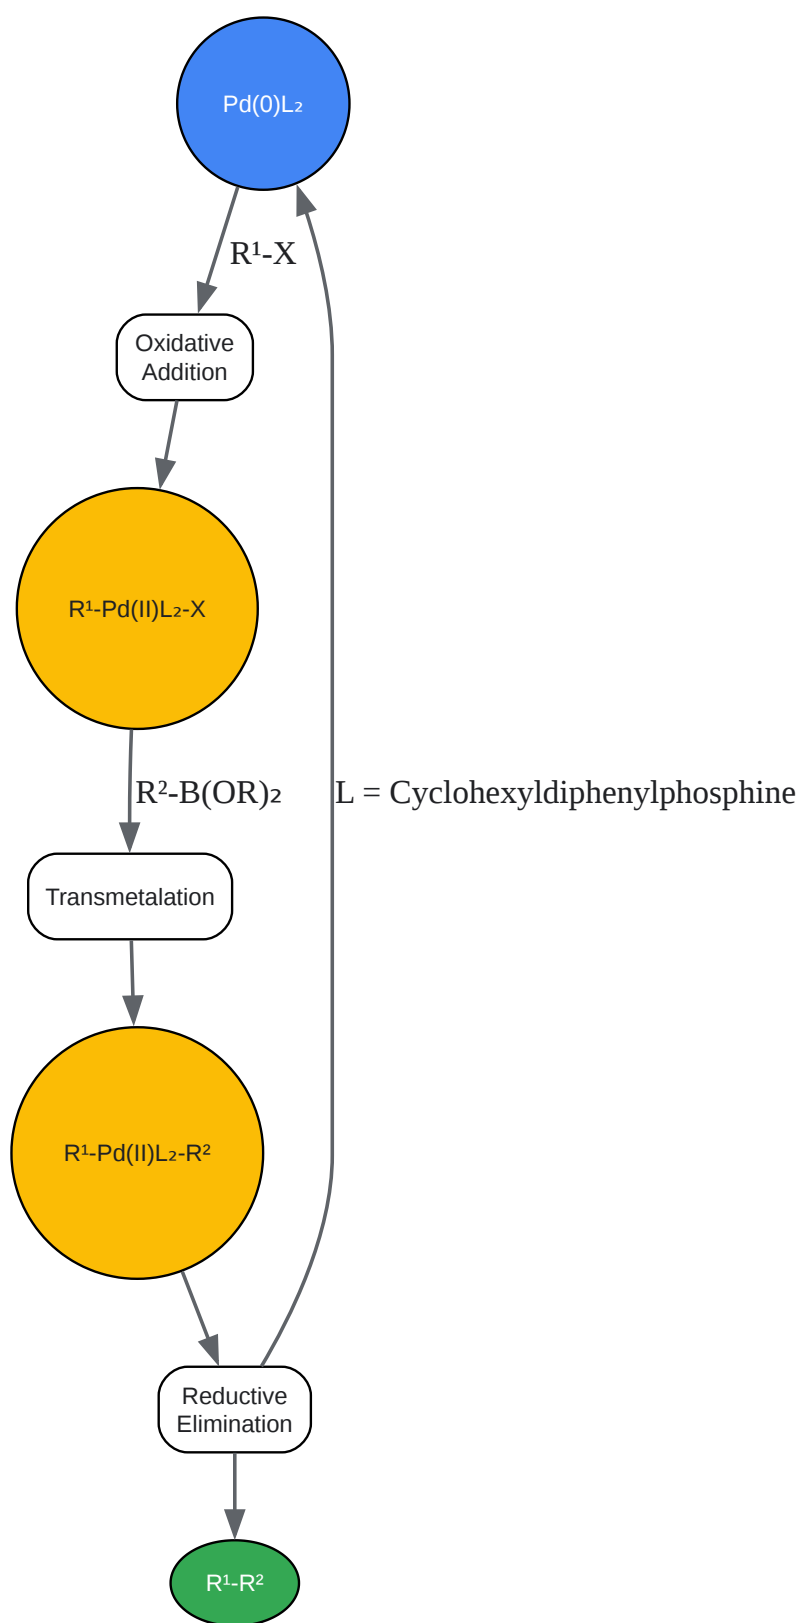 Pd(0)L₂
R¹-X
Oxidative
Addition
R¹-Pd(II)L₂-X
R²-B(OR)₂
L = Cyclohexyldiphenylphosphine
Transmetalation
R¹-Pd(II)L₂-R²
Reductive
Elimination
R¹-R²